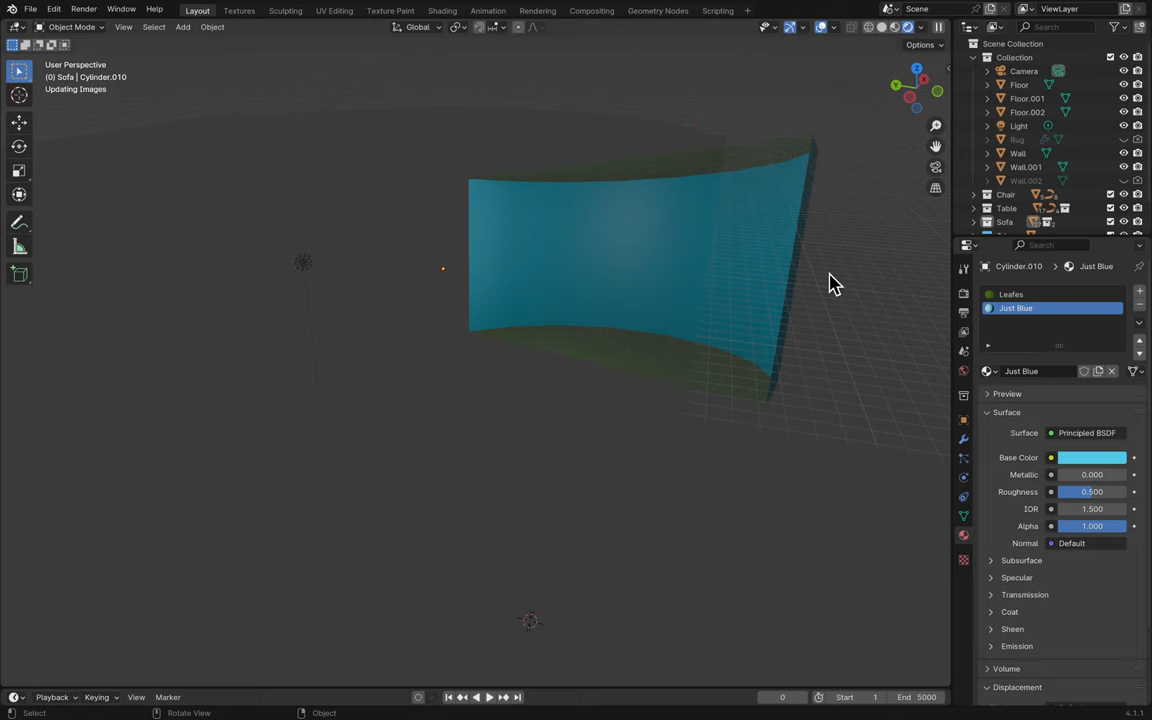 File Edit Render Window Help Layout Textures Sculpting UV Editing Texture Paint Shading Animation Rendering Compositing Geometry Nodes Scripting Scene ViewLayer
Object Mode View Select Add Object Global Search
Options
User Perspective
(0) Sofa | Cylinder.010
Updating Images
X
Y
Z
Scene Collection
Collection
Camera
Floor
Floor.001
Floor.002
Light
Rug
Wall
Wall.001
Wall.002
Chair
Table
Sofa
Search
Cylinder.010 Just Blue
Leafes
Just Blue
Just Blue
Preview
Surface
Surface Principled BSDF
Base Color
Metallic 0.000
Roughness 0.500
IOR 1.500
Alpha 1.000
Normal Default
Subsurface
Specular
Transmission
Coat
Sheen
Emission
Volume
Displacement
Playback Keying View Marker 0 Start 1 End 5000
Select Rotate View Object 4.1.1